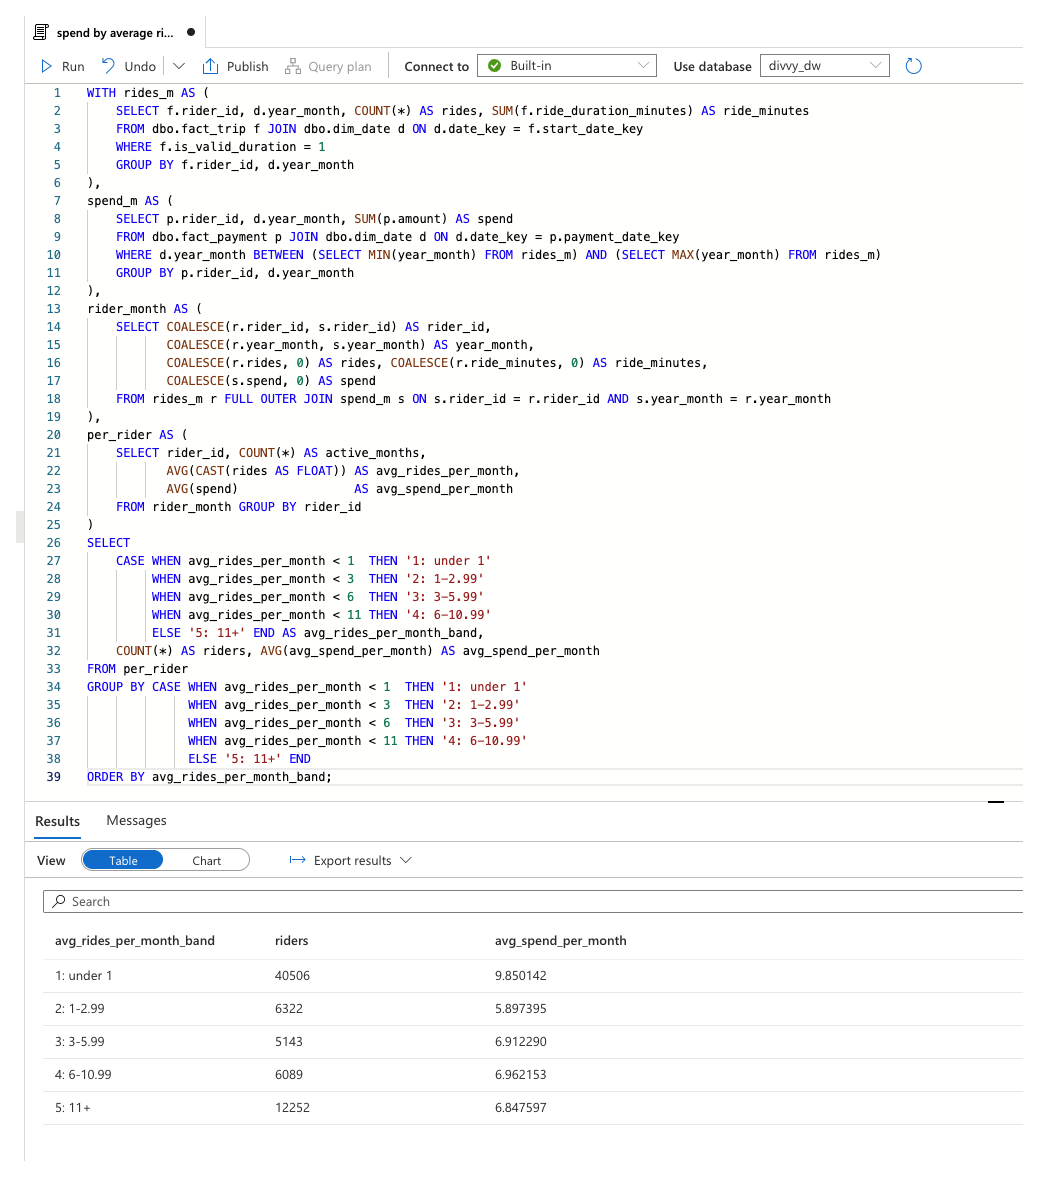 spend by average ri...
Run Undo Publish Query plan Connect to Built-in Use database divvy_dw
1 WITH rides_m AS (
2 SELECT f.rider_id, d.year_month, COUNT(*) AS rides, SUM(f.ride_duration_minutes) AS ride_minutes
3 FROM dbo.fact_trip f JOIN dbo.dim_date d ON d.date_key = f.start_date_key
4 WHERE f.is_valid_duration = 1
5 GROUP BY f.rider_id, d.year_month
6 ),
7 spend_m AS (
8 SELECT p.rider_id, d.year_month, SUM(p.amount) AS spend
9 FROM dbo.fact_payment p JOIN dbo.dim_date d ON d.date_key = p.payment_date_key
10 WHERE d.year_month BETWEEN (SELECT MIN(year_month) FROM rides_m) AND (SELECT MAX(year_month) FROM rides_m)
11 GROUP BY p.rider_id, d.year_month
12 ),
13 rider_month AS (
14 SELECT COALESCE(r.rider_id, s.rider_id) AS rider_id,
15 COALESCE(r.year_month, s.year_month) AS year_month,
16 COALESCE(r.rides, 0) AS rides, COALESCE(r.ride_minutes, 0) AS ride_minutes,
17 COALESCE(s.spend, 0) AS spend
18 FROM rides_m r FULL OUTER JOIN spend_m s ON s.rider_id = r.rider_id AND s.year_month = r.year_month
19 ),
20 per_rider AS (
21 SELECT rider_id, COUNT(*) AS active_months,
22 AVG(CAST(rides AS FLOAT)) AS avg_rides_per_month,
23 AVG(spend) AS avg_spend_per_month
24 FROM rider_month GROUP BY rider_id
25 )
26 SELECT
27 CASE WHEN avg_rides_per_month < 1 THEN '1: under 1'
28 WHEN avg_rides_per_month < 3 THEN '2: 1-2.99'
29 WHEN avg_rides_per_month < 6 THEN '3: 3-5.99'
30 WHEN avg_rides_per_month < 11 THEN '4: 6-10.99'
31 ELSE '5: 11+' END AS avg_rides_per_month_band,
32 COUNT(*) AS riders, AVG(avg_spend_per_month) AS avg_spend_per_month
33 FROM per_rider
34 GROUP BY CASE WHEN avg_rides_per_month < 1 THEN '1: under 1'
35 WHEN avg_rides_per_month < 3 THEN '2: 1-2.99'
36 WHEN avg_rides_per_month < 6 THEN '3: 3-5.99'
37 WHEN avg_rides_per_month < 11 THEN '4: 6-10.99'
38 ELSE '5: 11+' END
39 ORDER BY avg_rides_per_month_band;
Results Messages
View Table Chart Export results
Search
avg_rides_per_month_band riders avg_spend_per_month
1: under 1 40506 9.850142
2: 1-2.99 6322 5.897395
3: 3-5.99 5143 6.912290
4: 6-10.99 6089 6.962153
5: 11+ 12252 6.847597